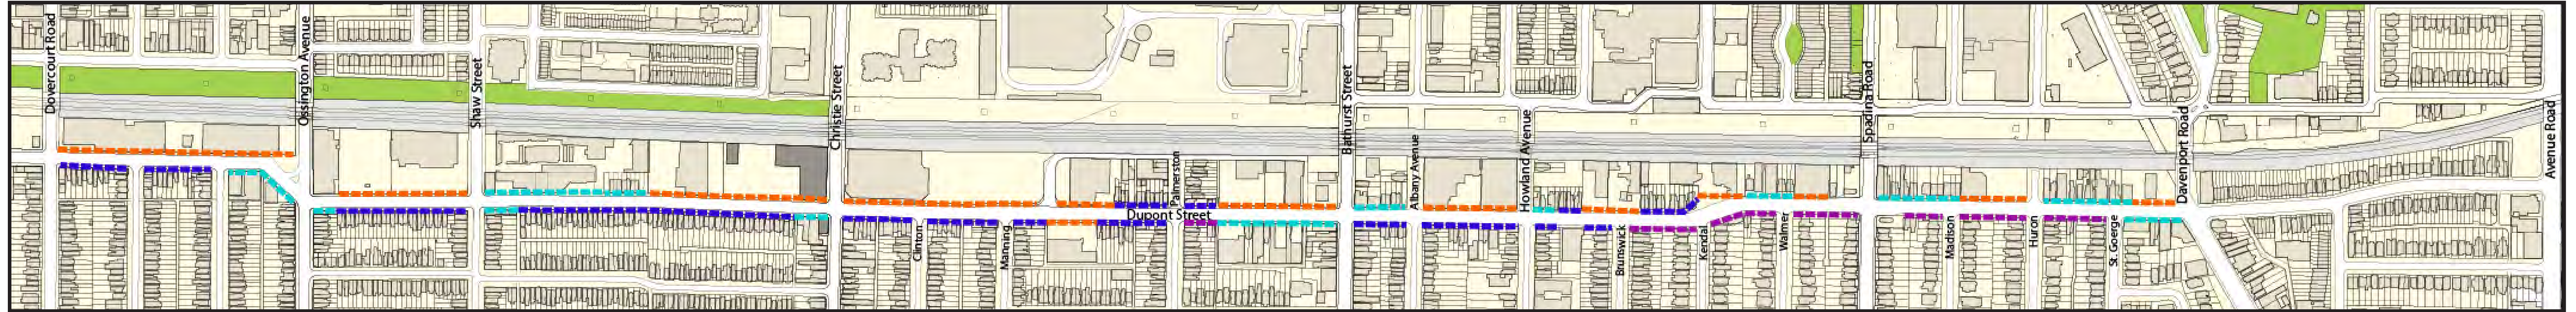 Dovercourt Road
Ossington Avenue
Shaw Street
Christie Street
Clinton
Manning
Palmerston
Dupont Street
Bathurst Street
Albany Avenue
Howland Avenue
Brunswick
Kendal
Walmer
Spadina Road
Madison
Huron
St. Goerge
Davenport Road
Avenue Road